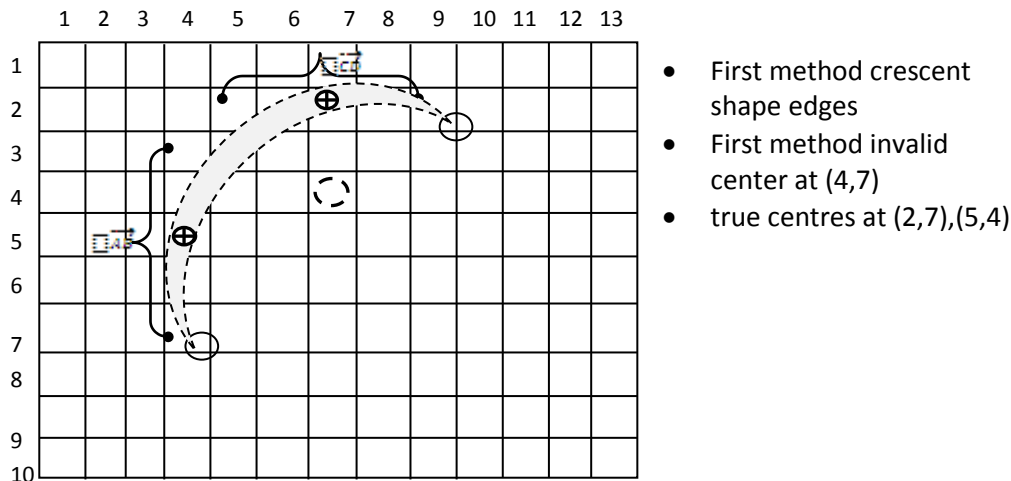 1 2 3 4 5 6 7 8 9 10 11 12 13
1
2
3
4
5
6
7
8
9
10
CD
AB
• First method crescent
shape edges
• First method invalid
center at (4,7)
• true centres at (2,7),(5,4)